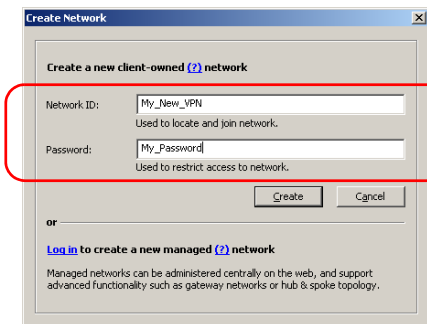 Create Network
Create a new client-owned (?) network
Network ID: My_New_VPN
Used to locate and join network.
Password: My_Password
Used to restrict access to network.
Create Cancel
or
Log in to create a new managed (?) network
Managed networks can be administered centrally on the web, and support
advanced functionality such as gateway networks or hub & spoke topology.